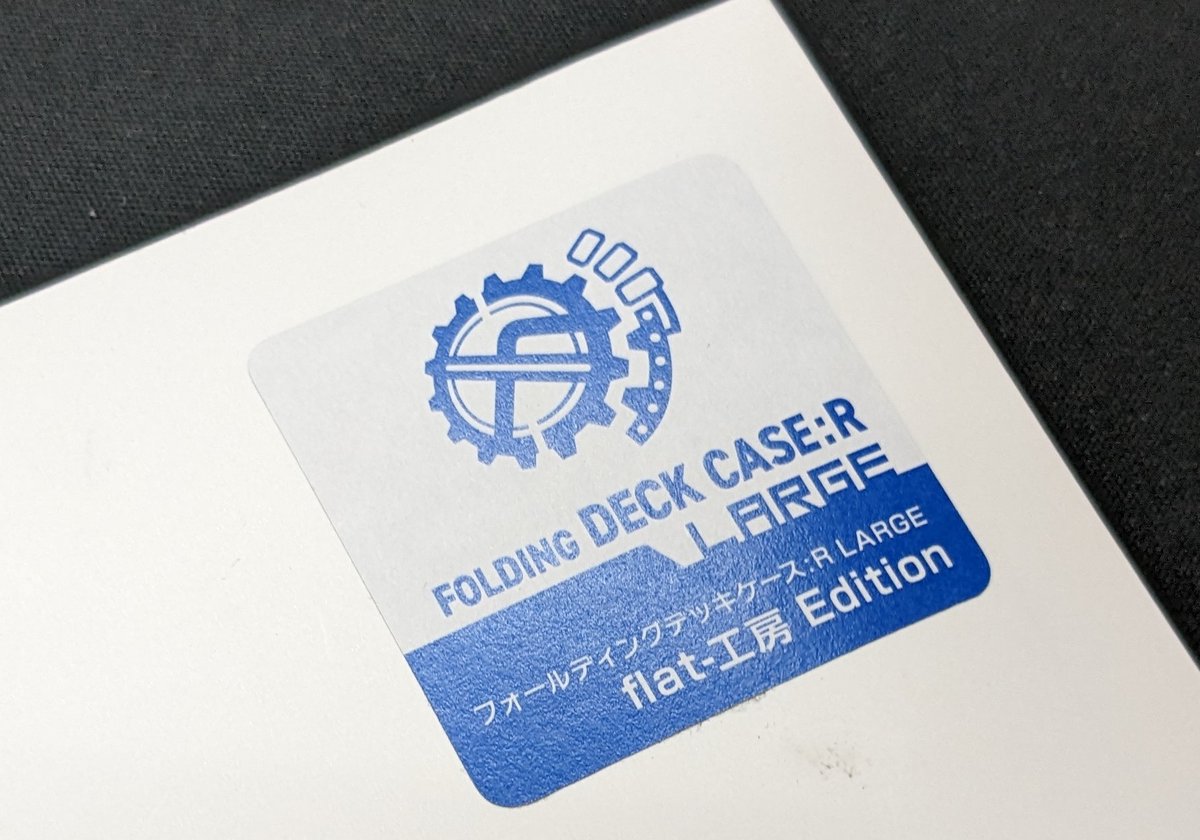 f
FOLDING DECK CASE:R
LARGE
フォールディングデッキケース:R LARGE
flat-工房 Edition